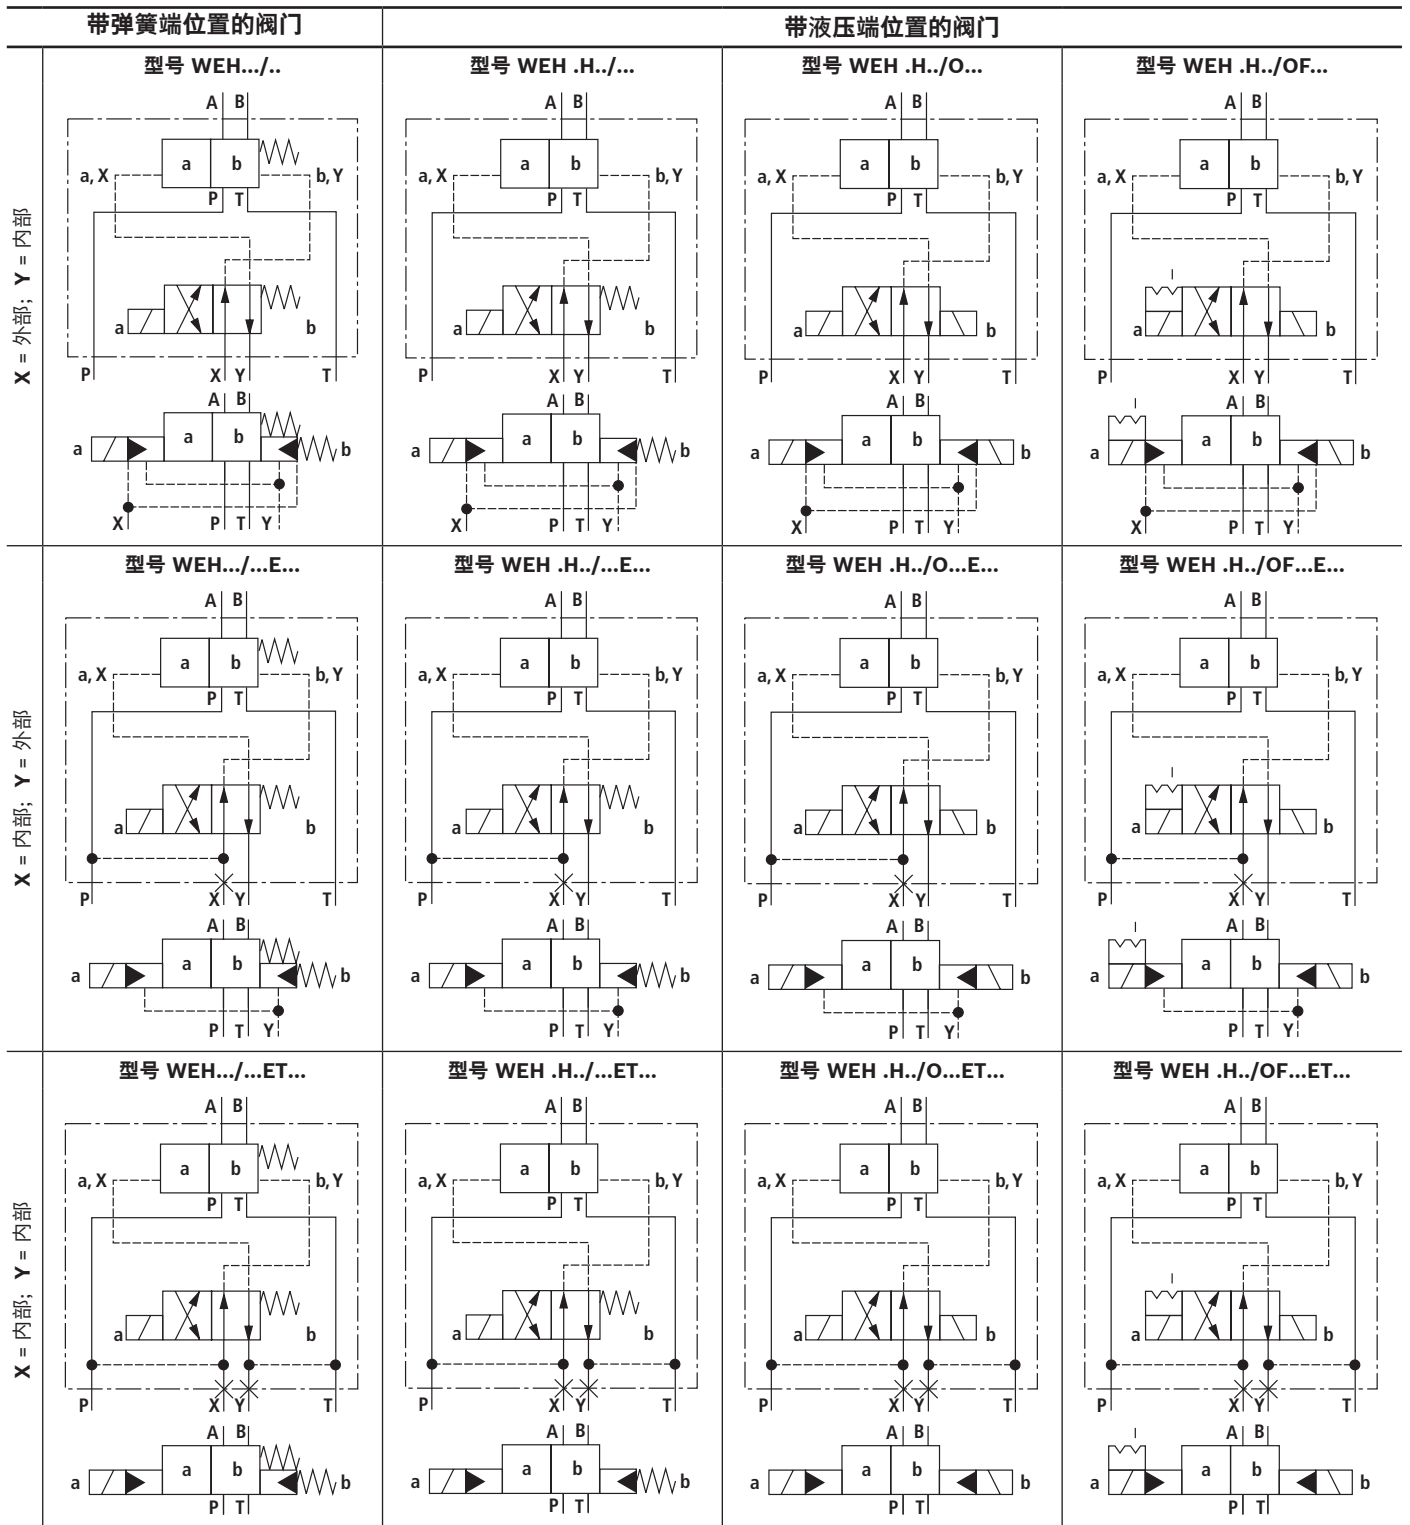 带弹簧端位置的阀门
带液压端位置的阀门
X = 外部; Y = 内部
型号 WEH.../..
A B
a b
a, X b, Y
P T
a b
P X Y T
A B
a a b b
X P T Y
型号 WEH .H../...
A B
a b
a, X b, Y
P T
a b
P X Y T
A B
a a b b
X P T Y
型号 WEH .H../O...
A B
a b
a, X b, Y
P T
a b
P X Y T
A B
a a b b
X P T Y
型号 WEH .H../OF...
A B
a b
a, X b, Y
P T
a b
P X Y T
A B
a a b b
X P T Y
X = 内部; Y = 外部
型号 WEH.../...E...
A B
a b
a, X b, Y
P T
a b
P X Y T
A B
a a b b
P T Y
型号 WEH .H../...E...
A B
a b
a, X b, Y
P T
a b
P X Y T
A B
a a b b
P T Y
型号 WEH .H../O...E...
A B
a b
a, X b, Y
P T
a b
P X Y T
A B
a a b b
P T Y
型号 WEH .H../OF...E...
A B
a b
a, X b, Y
P T
a b
P X Y T
A B
a a b b
P T Y
X = 内部; Y = 内部
型号 WEH.../...ET...
A B
a b
a, X b, Y
P T
a b
P X Y T
A B
a a b b
P T
型号 WEH .H../...ET...
A B
a b
a, X b, Y
P T
a b
P X Y T
A B
a a b b
P T
型号 WEH .H../O...ET...
A B
a b
a, X b, Y
P T
a b
P X Y T
A B
a a b b
P T
型号 WEH .H../OF...ET...
A B
a b
a, X b, Y
P T
a b
P X Y T
A B
a a b b
P T